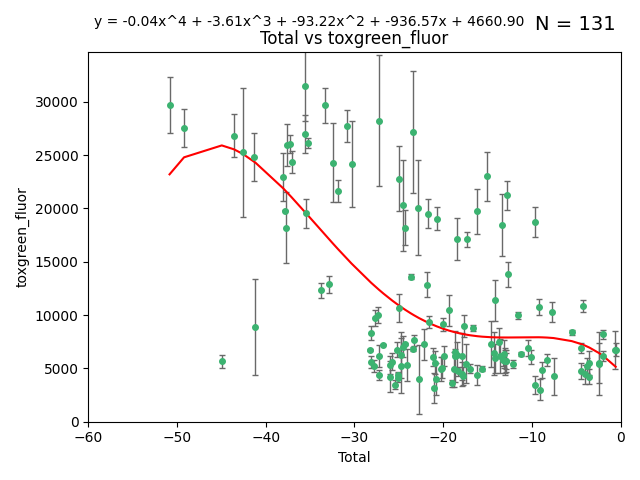 y = -0.04x^4 + -3.61x^3 + -93.22x^2 + -936.57x + 4660.90 N = 131
Total vs toxgreen_fluor
30000
25000
20000
15000
10000
5000
0
toxgreen_fluor
−60 −50 −40 −30 −20 −10 0
Total